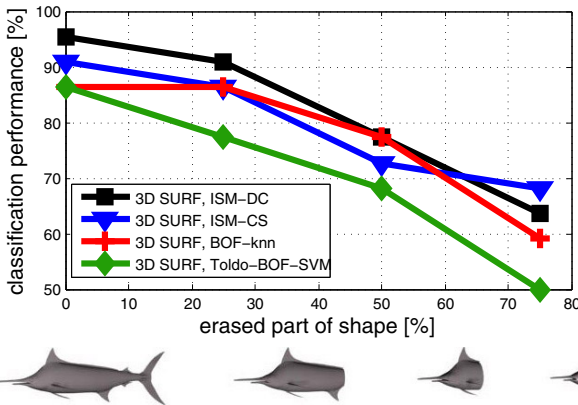 classification performance [%]
100
90
80
70
60
50
3D SURF, ISM-DC
3D SURF, ISM-CS
3D SURF, BOF-knn
3D SURF, Toldo-BOF-SVM
0 10 20 30 40 50 60 70 80
erased part of shape [%]